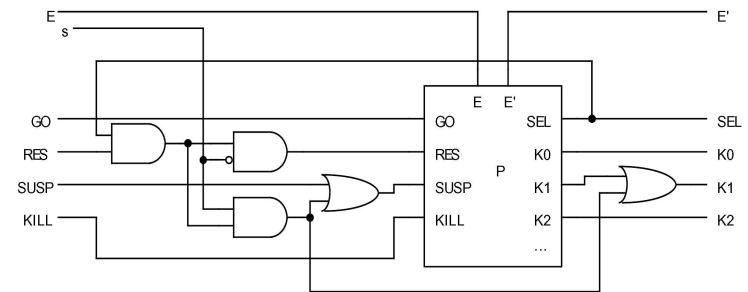 E E'
s
E E'
GO GO SEL SEL
RES RES K0 K0
P
SUSP SUSP K1 K1
KILL KILL K2 K2
...